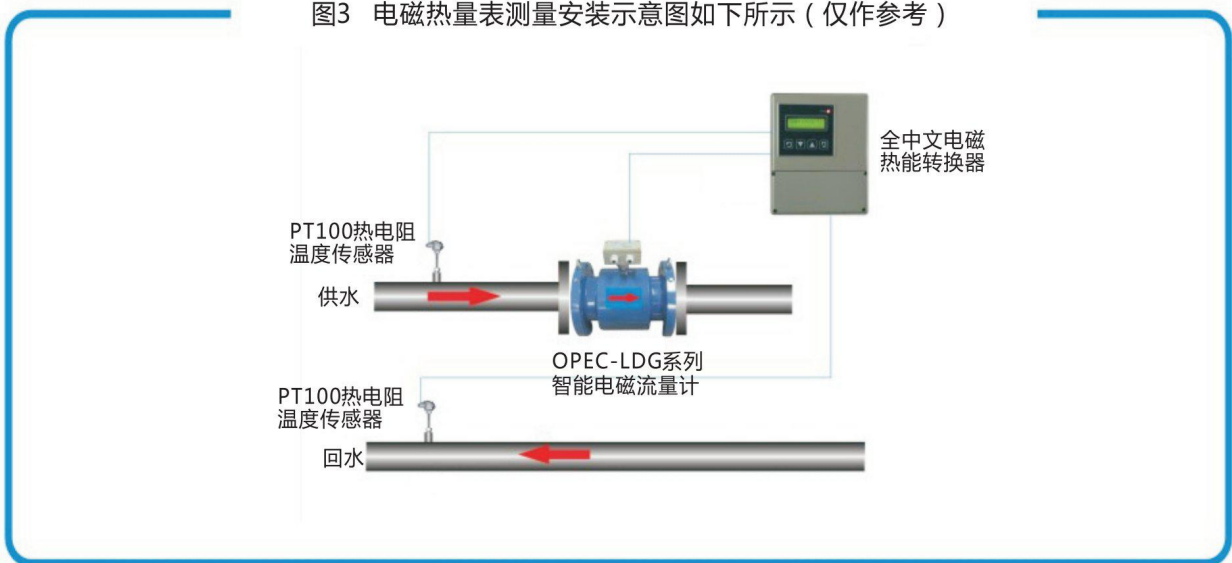 图3 电磁热量表测量安装示意图如下所示（仅作参考）
全中文电磁
热能转换器
PT100热电阻
温度传感器
供水
OPEC-LDG系列
智能电磁流量计
PT100热电阻
温度传感器
回水